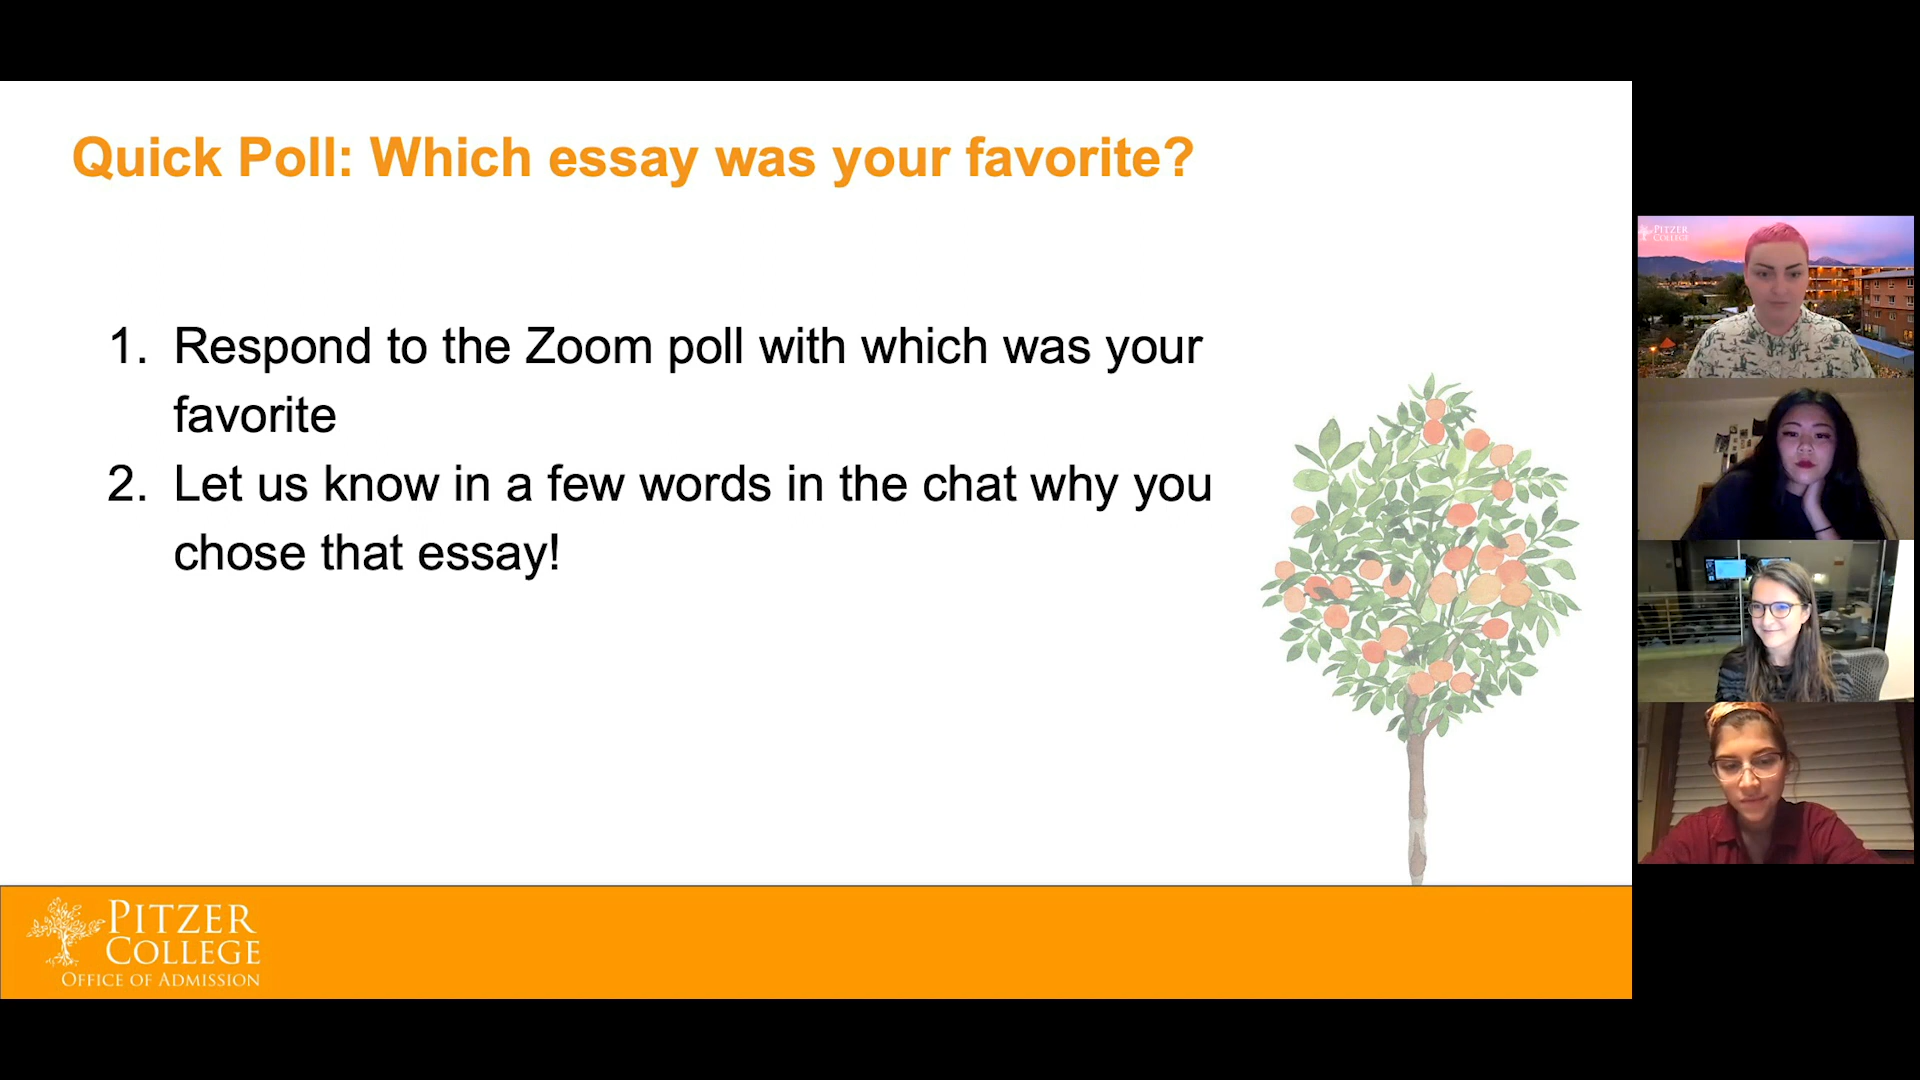 Quick Poll: Which essay was your favorite?
1. Respond to the Zoom poll with which was your
favorite
2. Let us know in a few words in the chat why you
chose that essay!
PITZER
COLLEGE
OFFICE OF ADMISSION
PITZER
COLLEGE